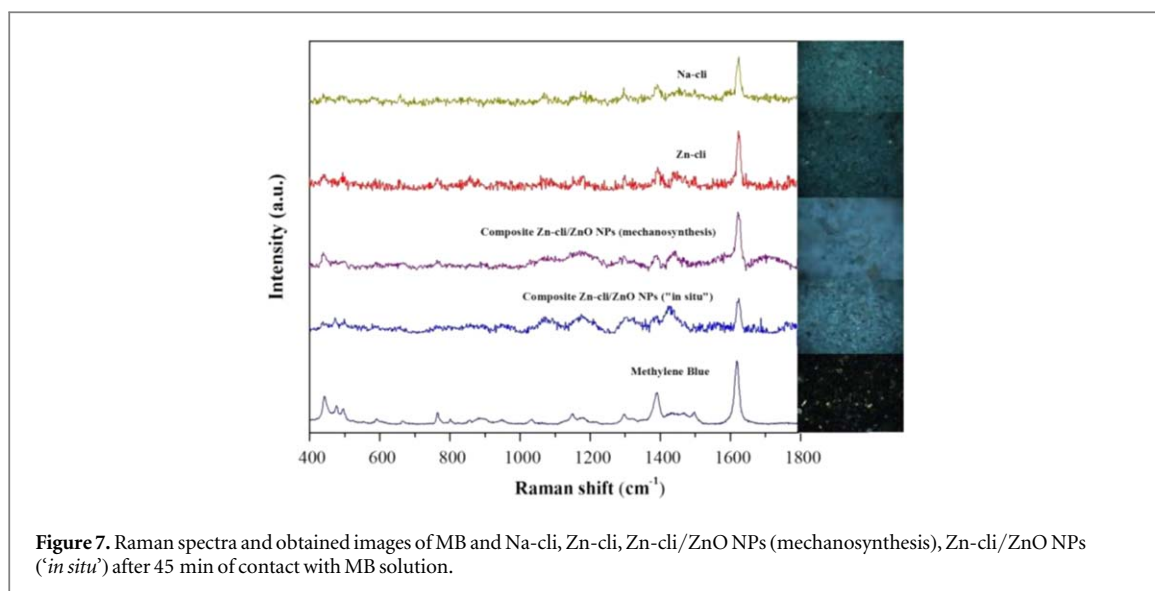 Na-cli
Zn-cli
Composite Zn-cli/ZnO NPs (mechanosynthesis)
Composite Zn-cli/ZnO NPs ("in situ")
Methylene Blue
Intensity (a.u.)
400 600 800 1000 1200 1400 1600 1800
Raman shift (cm⁻¹)
Figure 7. Raman spectra and obtained images of MB and Na-cli, Zn-cli, Zn-cli/ZnO NPs (mechanosynthesis), Zn-cli/ZnO NPs
(‘in situ’) after 45 min of contact with MB solution.